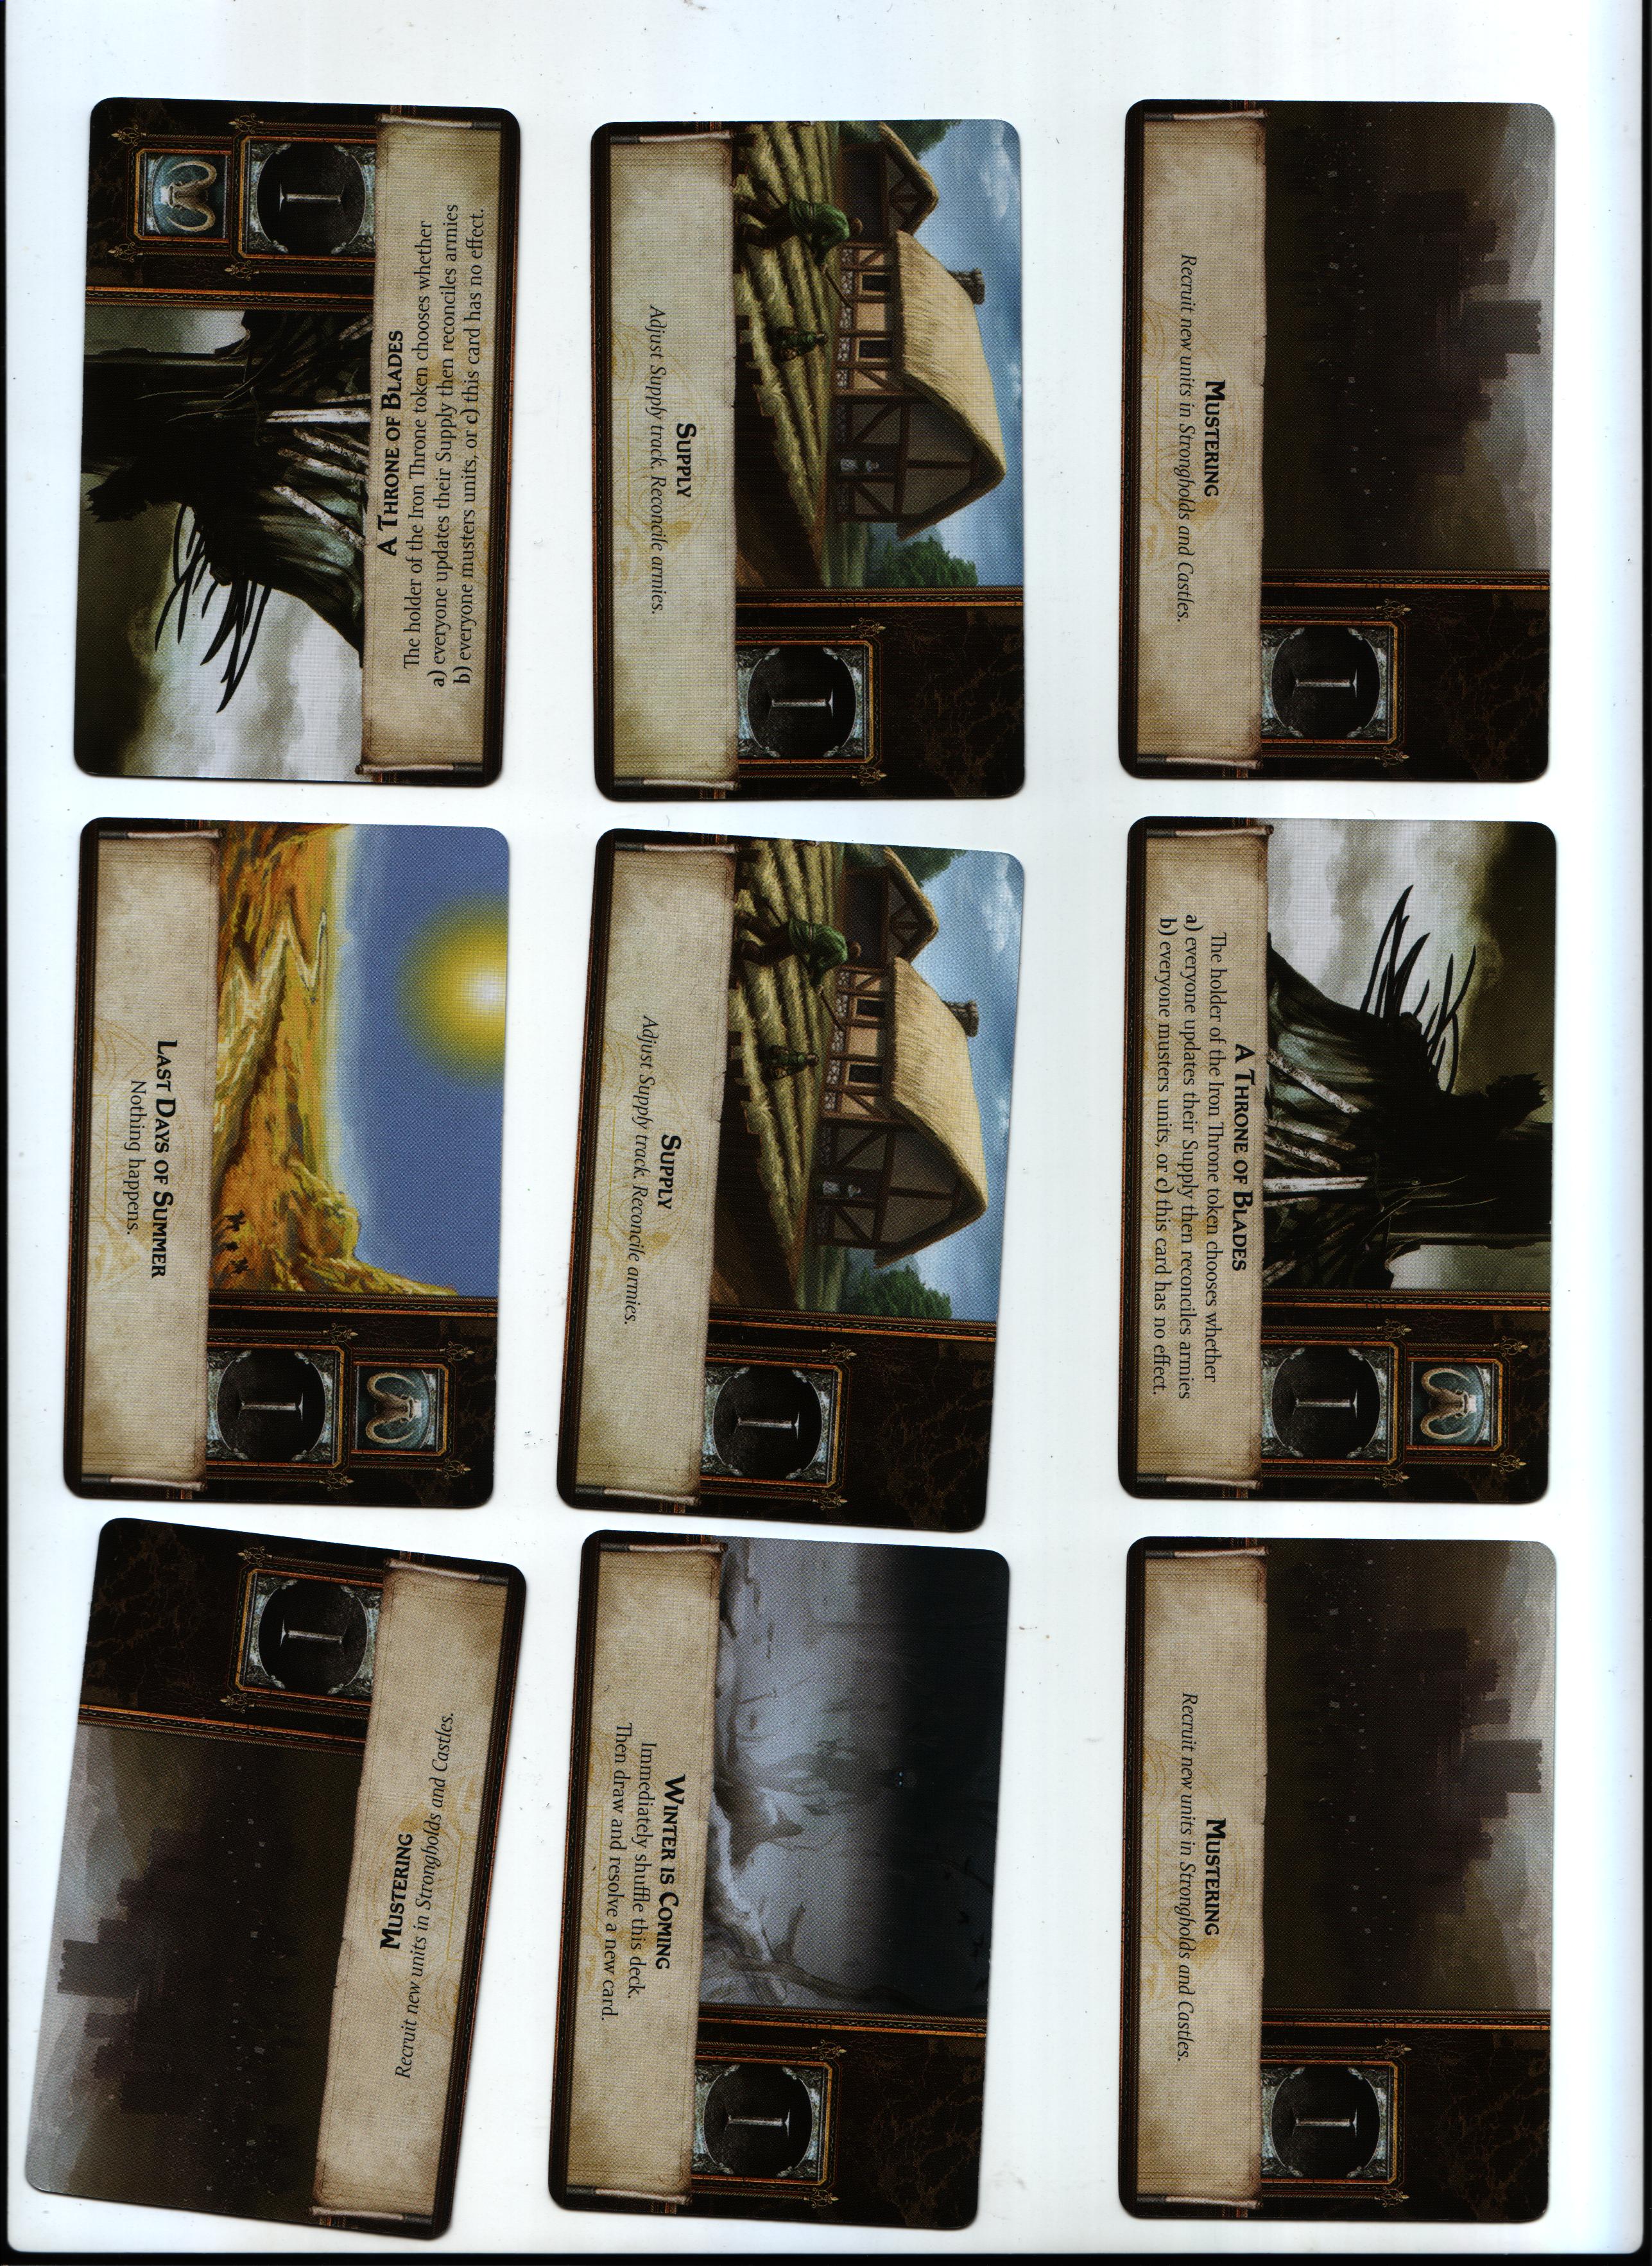 A Throne of Blades
The holder of the Iron Throne token chooses whether
a) everyone updates their Supply then reconciles armies
b) everyone musters units, or c) this card has no effect.
I
Supply
Adjust Supply track. Reconcile armies.
I
Mustering
Recruit new units in Strongholds and Castles.
I
Last Days of Summer
Nothing happens.
I
Supply
Adjust Supply track. Reconcile armies.
I
A Throne of Blades
The holder of the Iron Throne token chooses whether
a) everyone updates their Supply then reconciles armies
b) everyone musters units, or c) this card has no effect.
I
Mustering
Recruit new units in Strongholds and Castles.
I
Winter is Coming
Immediately shuffle this deck.
Then draw and resolve a new card.
I
Mustering
Recruit new units in Strongholds and Castles.
I